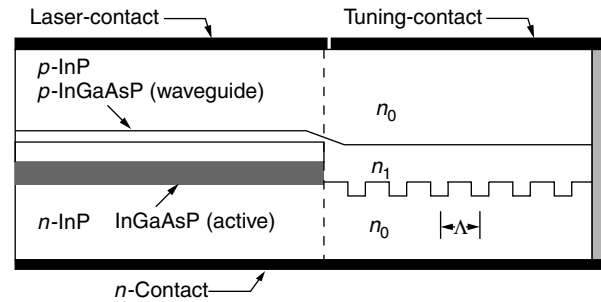 Laser-contact
Tuning-contact
p-InP
p-InGaAsP (waveguide)
n₀
n₁
n-InP
InGaAsP (active)
n₀
Λ
n-Contact